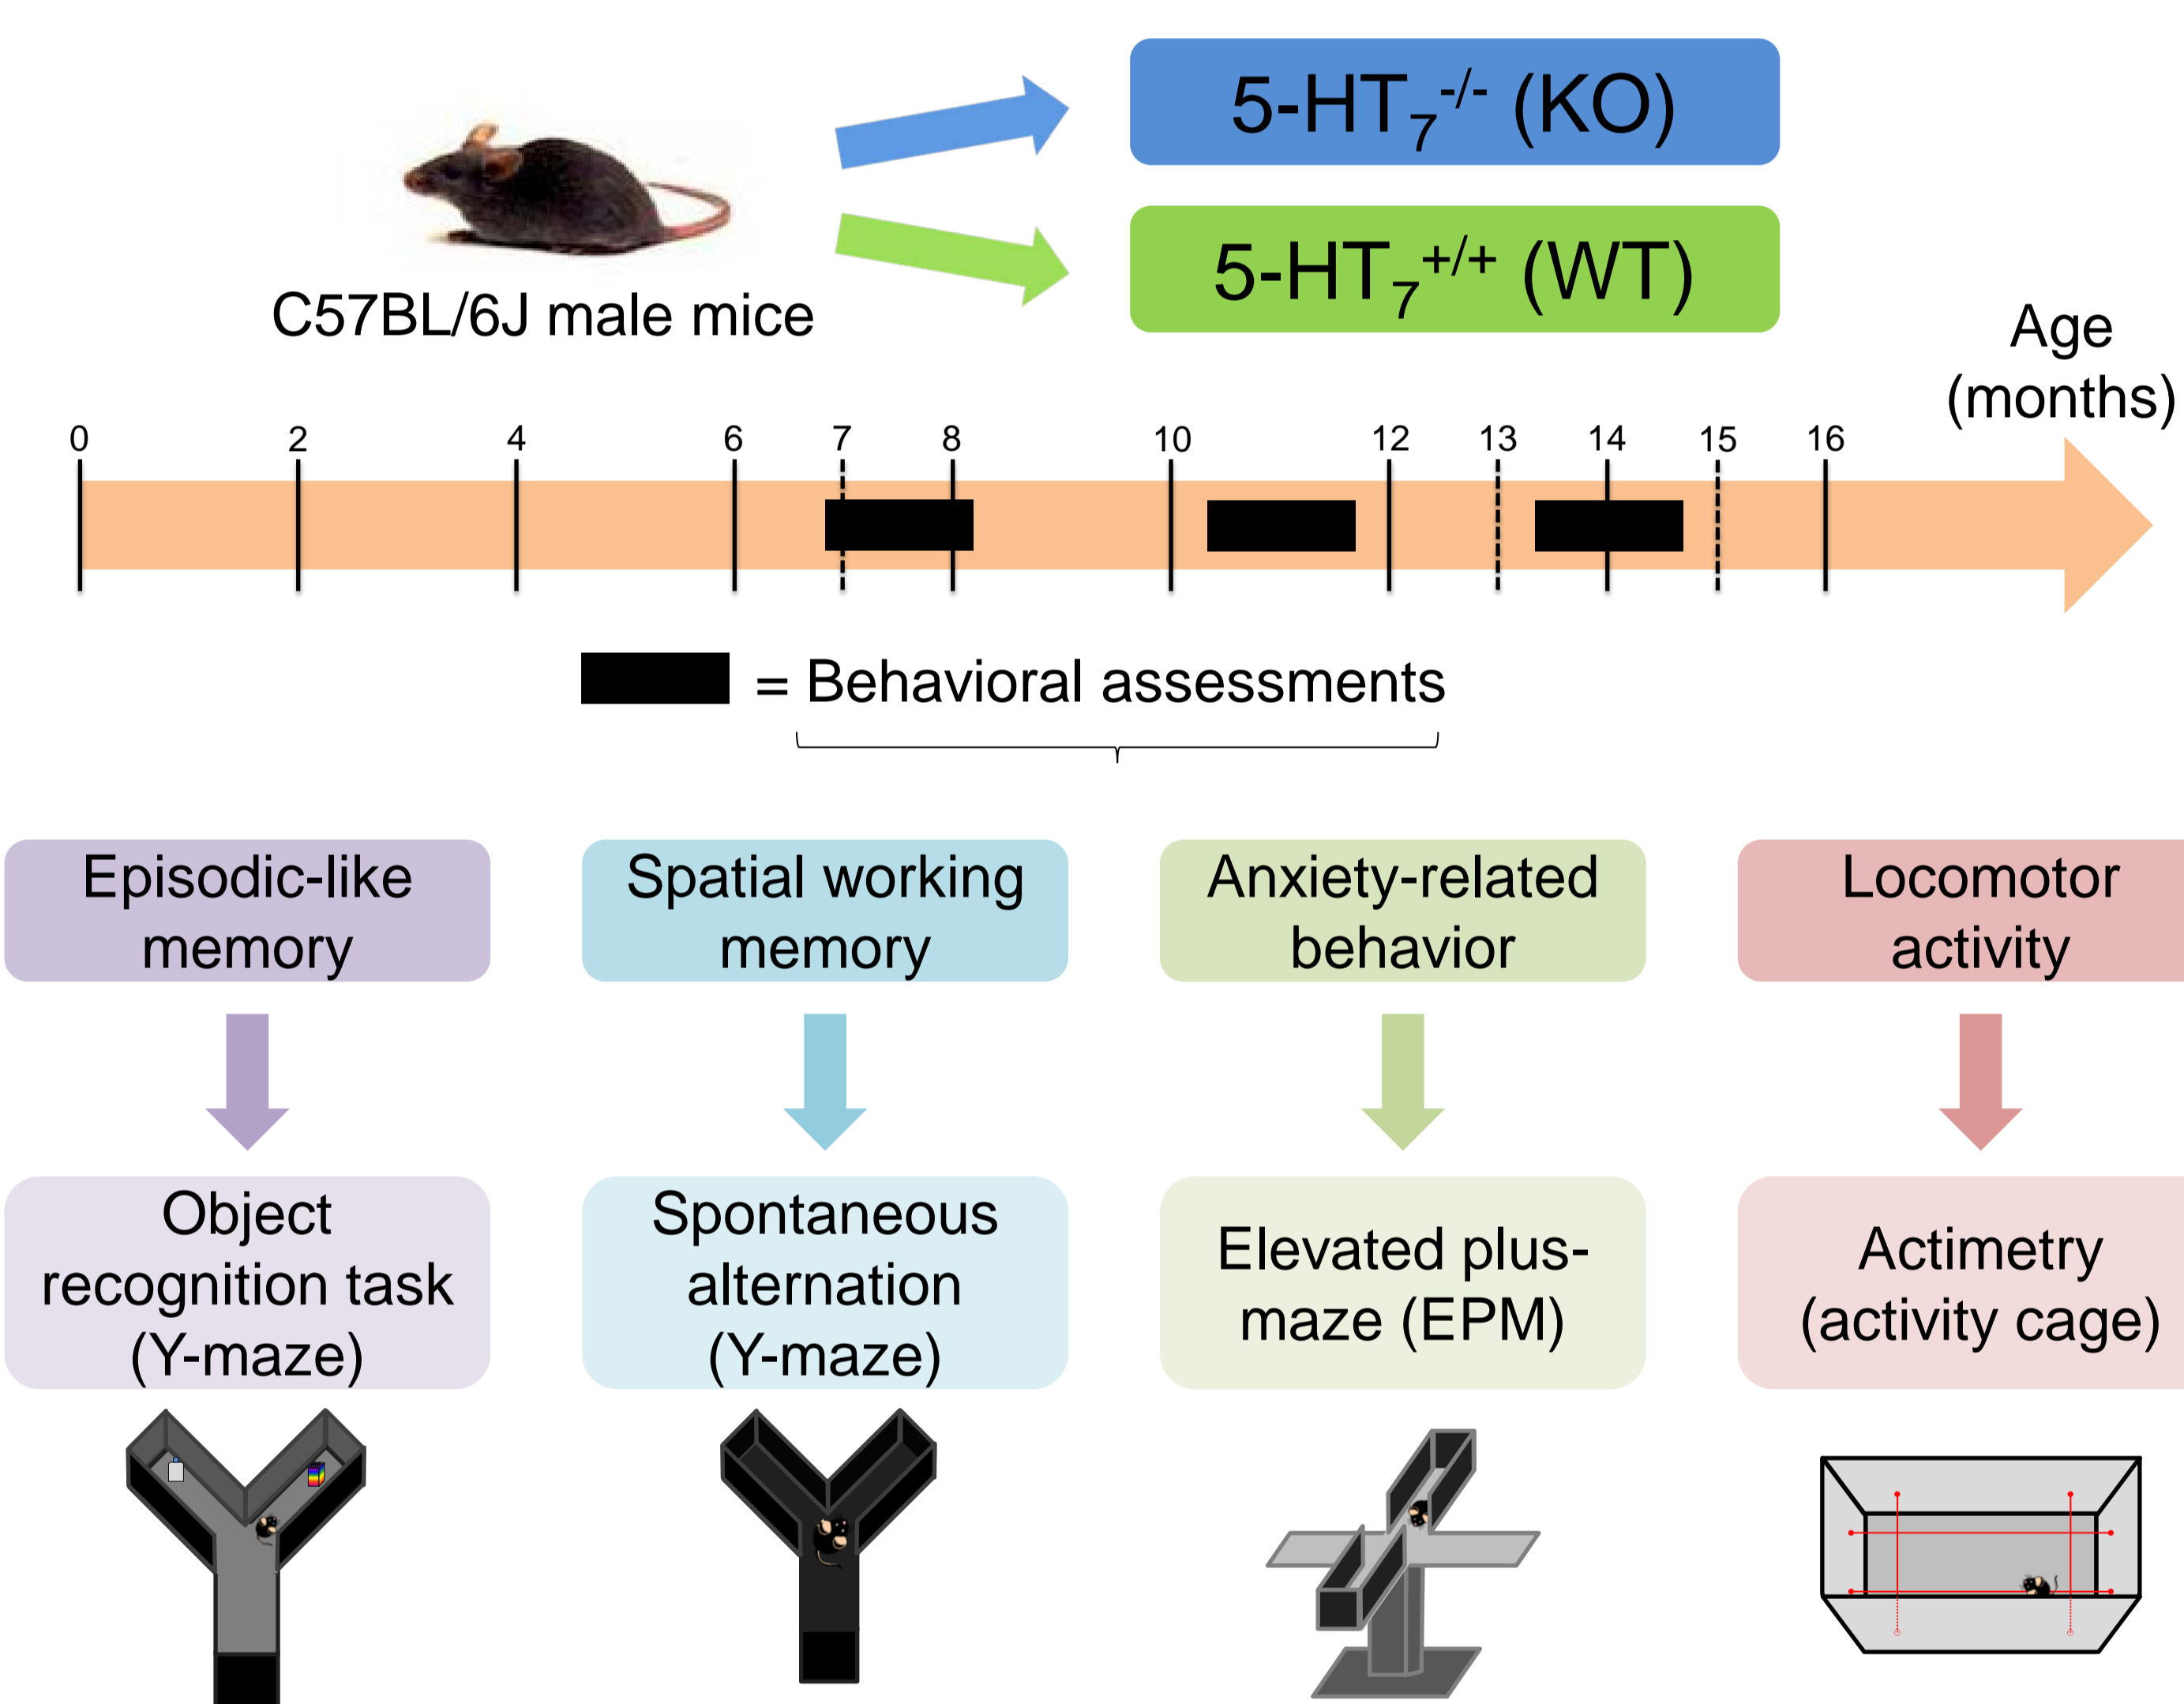 5-HT7-/- (KO)
5-HT7+/+ (WT)
C57BL/6J male mice
Age
(months)
0 2 4 6 7 8 10 12 13 14 15 16
= Behavioral assessments
Episodic-like
memory
Spatial working
memory
Anxiety-related
behavior
Locomotor
activity
Object
recognition task
(Y-maze)
Spontaneous
alternation
(Y-maze)
Elevated plus-
maze (EPM)
Actimetry
(activity cage)